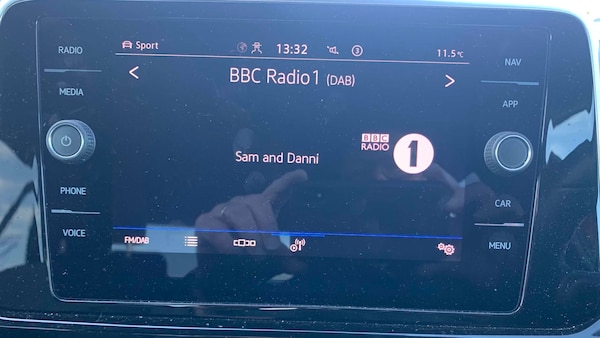 RADIO
MEDIA
PHONE
VOICE
Sport
13:32
3
11.5°C
BBC Radio1 (DAB)
Sam and Danni
BBC
RADIO
1
FM/DAB
NAV
APP
CAR
MENU